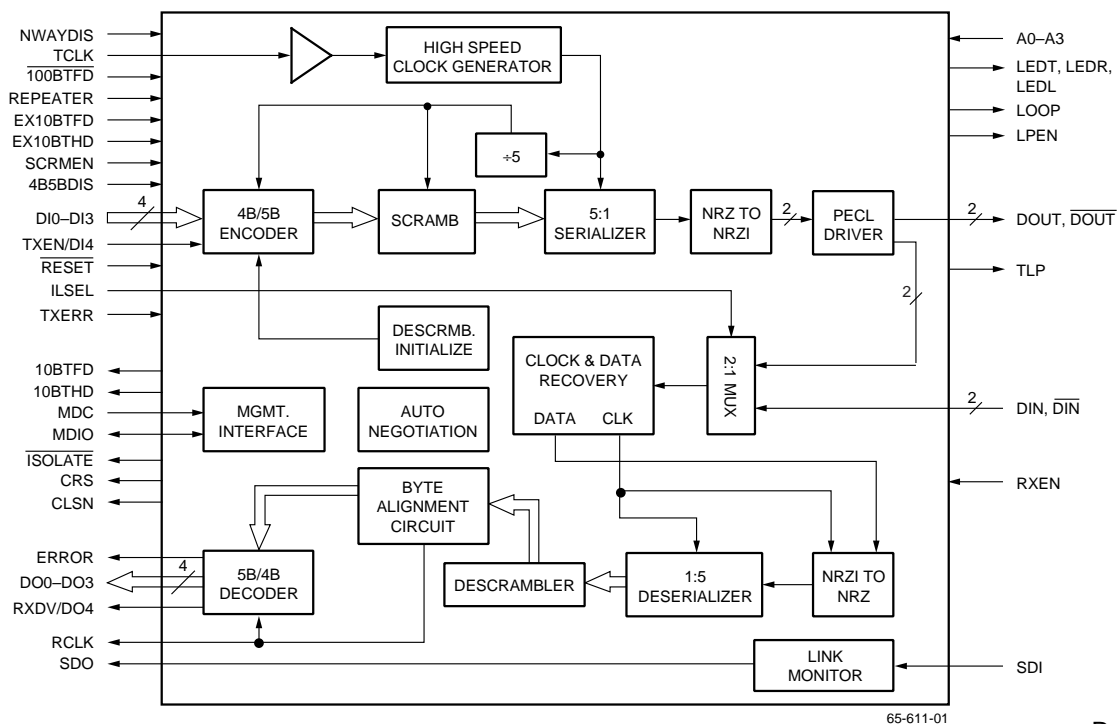 NWAYDIS
TCLK
100BTFD
REPEATER
EX10BTFD
EX10BTHD
SCRMEN
4B5BDIS
DI0–DI3
4
TXEN/DI4
RESET
ILSEL
TXERR
10BTFD
10BTHD
MDC
MDIO
ISOLATE
CRS
CLSN
ERROR
DO0–DO3
4
RXDV/DO4
RCLK
SDO
HIGH SPEED
CLOCK GENERATOR
÷5
4B/5B
ENCODER
SCRAMB
5:1
SERIALIZER
NRZ TO
NRZI
2
PECL
DRIVER
2
2
DESCRMB.
INITIALIZE
CLOCK & DATA
RECOVERY
DATA CLK
2:1 MUX
MGMT.
INTERFACE
AUTO
NEGOTIATION
BYTE
ALIGNMENT
CIRCUIT
5B/4B
DECODER
DESCRAMBLER
1:5
DESERIALIZER
NRZI TO
NRZ
LINK
MONITOR
A0–A3
LEDT, LEDR,
LEDL
LOOP
LPEN
DOUT, DOUT
TLP
2
DIN, DIN
RXEN
SDI
65-611-01